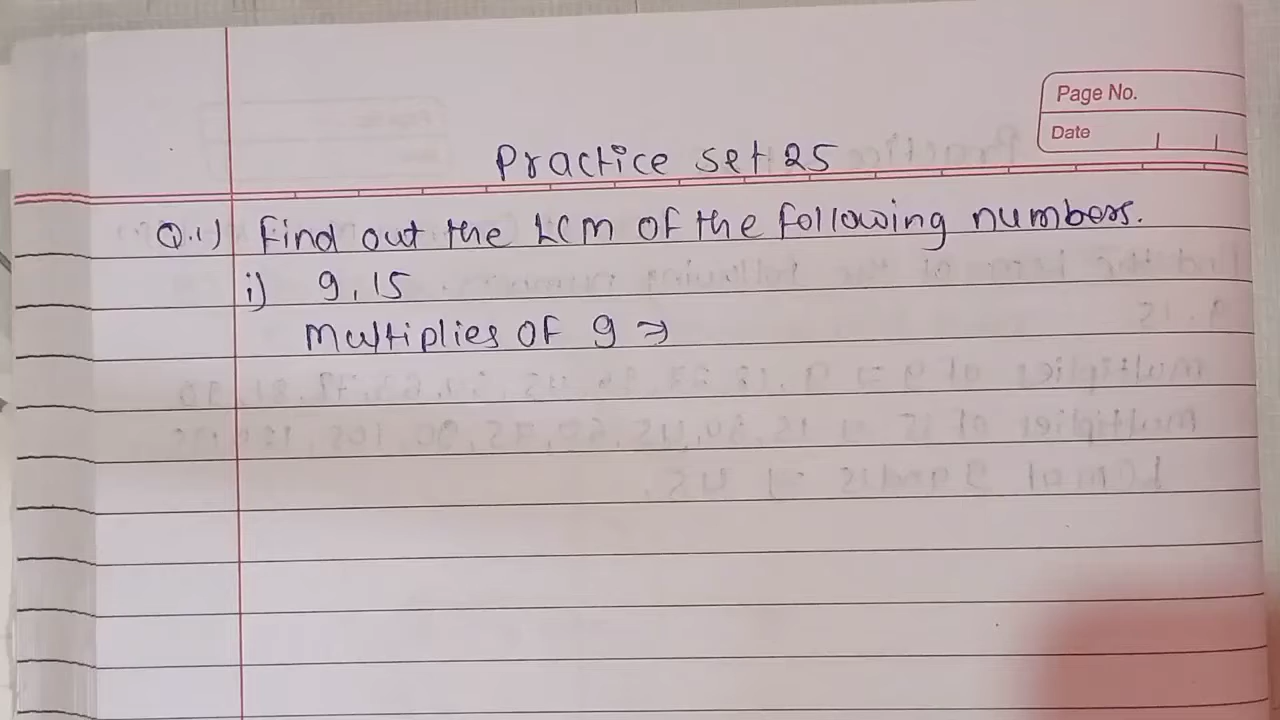 Page No.
Date
Practice set 25
Q.1) Find out the LCM of the following numbers.
i) 9, 15
Multiplies of 9 ⇒